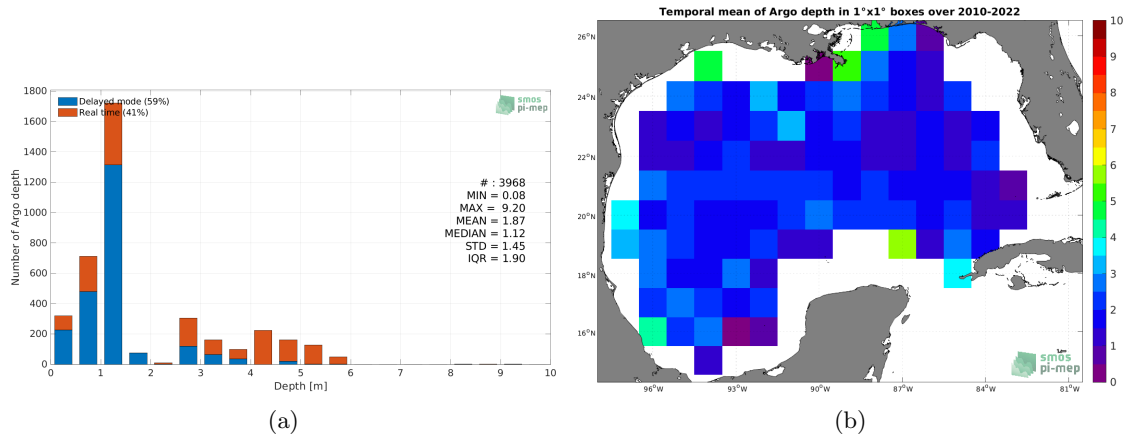 Delayed mode (59%)
Real time (41%)
smos
pi-mep
# : 3968
MIN = 0.08
MAX = 9.20
MEAN = 1.87
MEDIAN = 1.12
STD = 1.45
IQR = 1.90
Number of Argo depth
1800
1600
1400
1200
1000
800
600
400
200
0
0 1 2 3 4 5 6 7 8 9 10
Depth [m]
(a)
Temporal mean of Argo depth in 1°x1° boxes over 2010-2022
26°N
24°N
22°N
20°N
18°N
16°N
96°W 93°W 90°W 87°W 84°W 81°W
smos
pi-mep
10
9
8
7
6
5
4
3
2
1
0
(b)